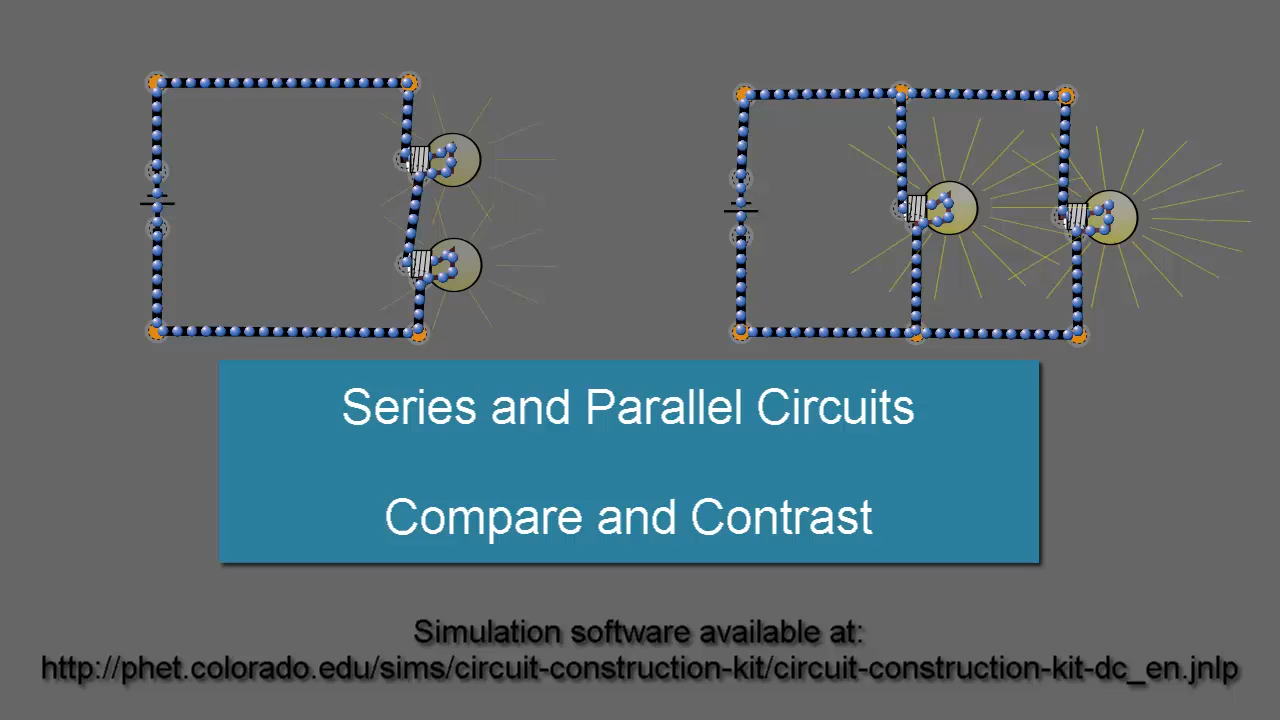 Series and Parallel Circuits
Compare and Contrast
Simulation software available at:
http://phet.colorado.edu/sims/circuit-construction-kit/circuit-construction-kit-dc_en.jnlp